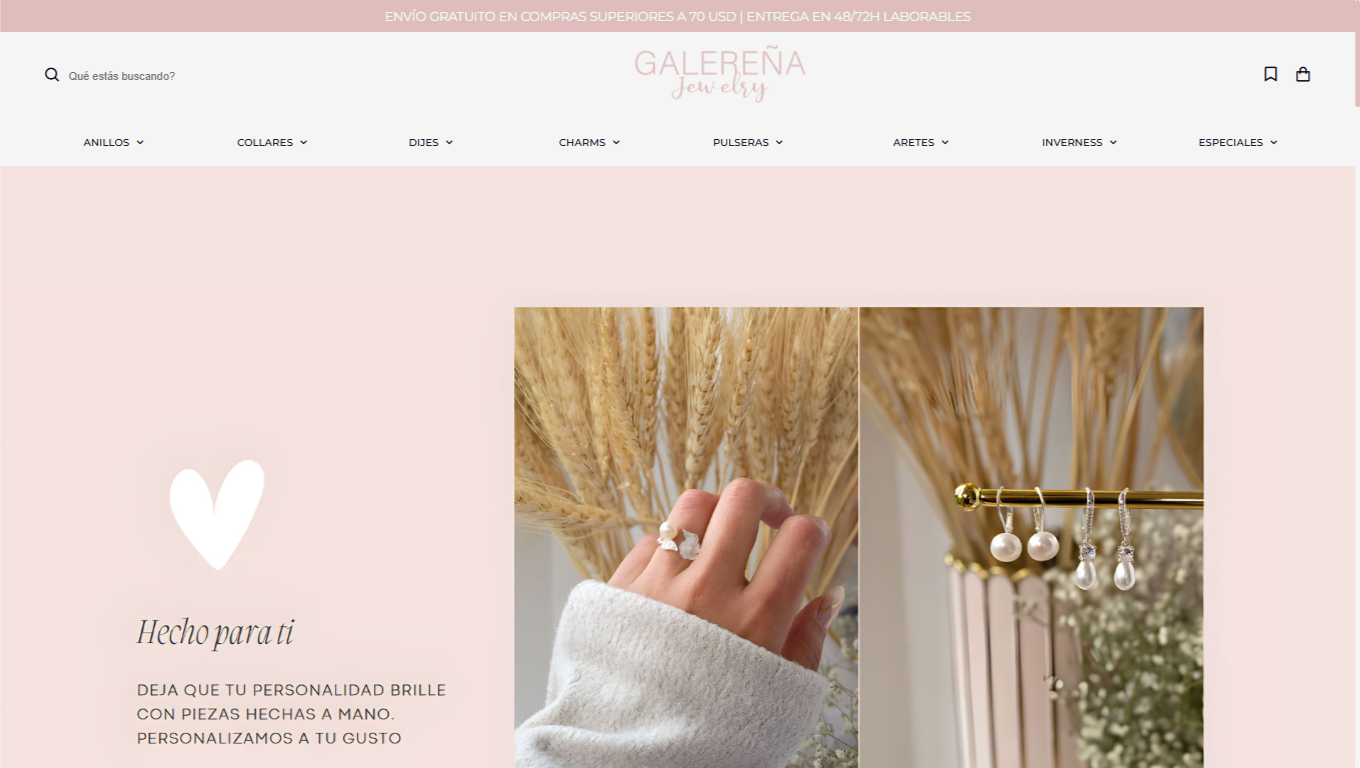 ENVÍO GRATUITO EN COMPRAS SUPERIORES A 70 USD | ENTREGA EN 48/72H LABORABLES
Qué estás buscando?
GALEREÑA
Jewelry
ANILLOS
COLLARES
DIJES
CHARMS
PULSERAS
ARETES
INVERNESS
ESPECIALES
Hecho para ti
DEJA QUE TU PERSONALIDAD BRILLE
CON PIEZAS HECHAS A MANO.
PERSONALIZAMOS A TU GUSTO